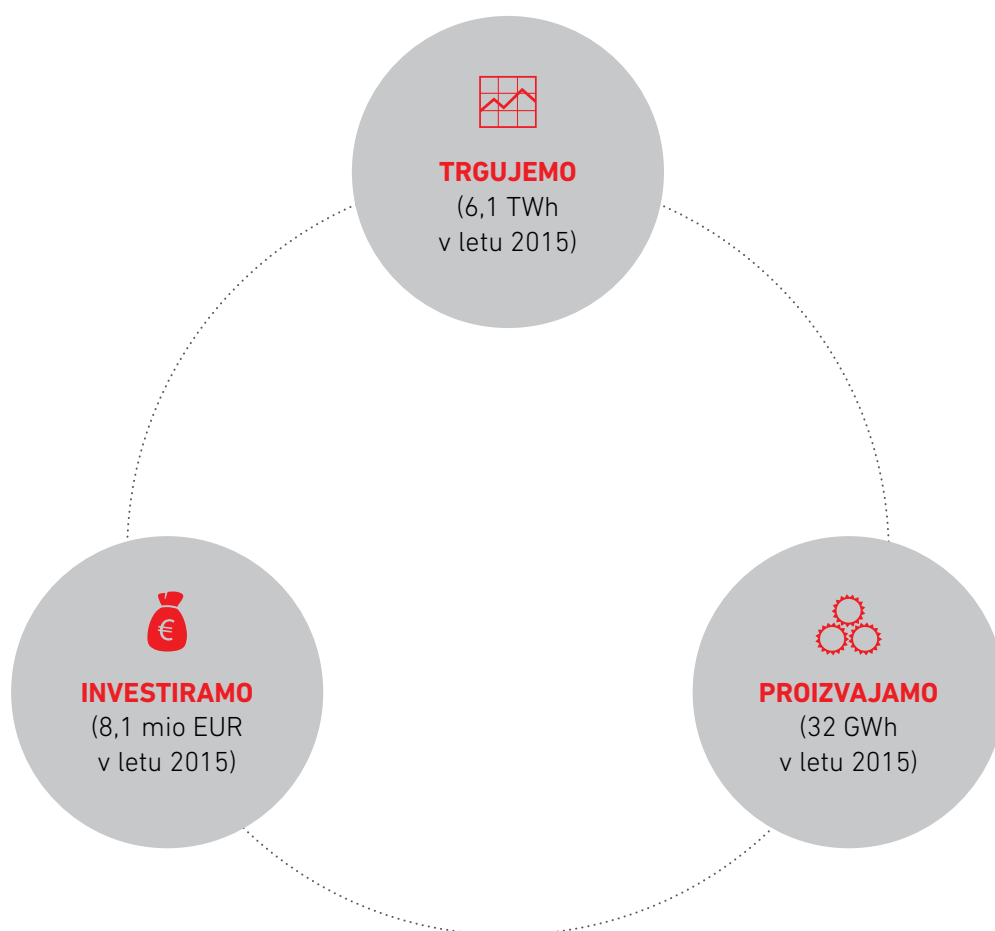 TRGUJEMO
(6,1 TWh
v letu 2015)
INVESTIRAMO
(8,1 mio EUR
v letu 2015)
PROIZVAJAMO
(32 GWh
v letu 2015)